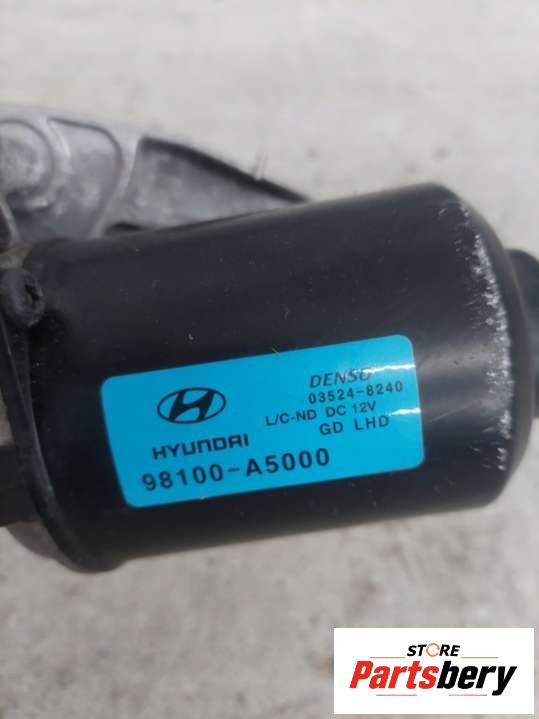 DENSO
03524-8240
L/C-ND DC 12V
GD LHD
HYUNDAI
98100-A5000
STORE
Partsbery